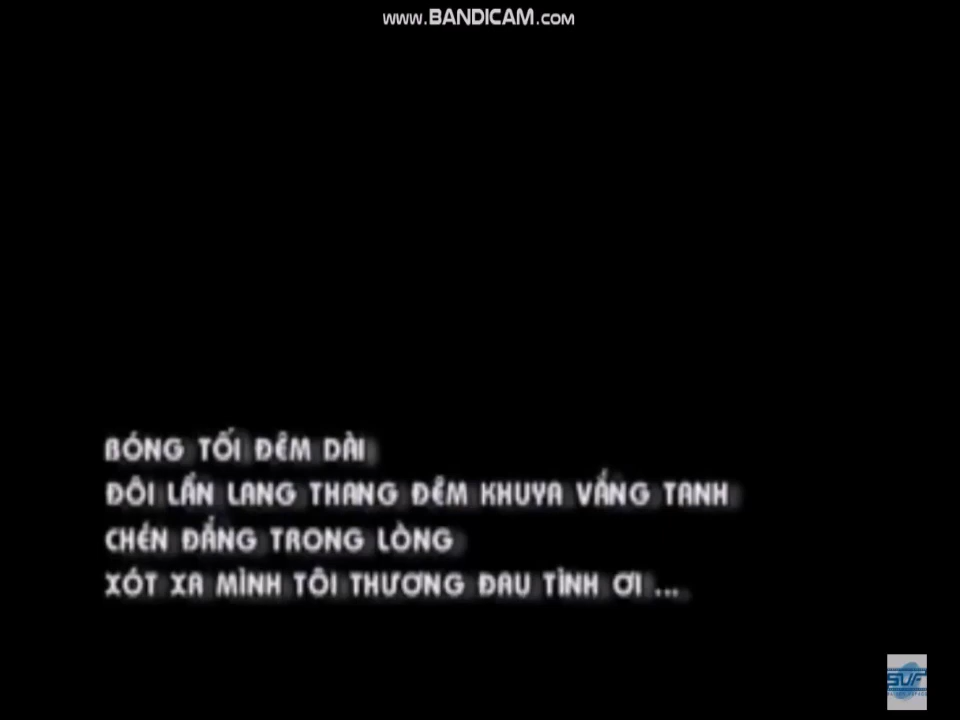 www.BANDICAM.com
BÓNG TỐI ĐÊM DÀI
ĐÔI LẦN LANG THANG ĐÊM KHUYA VẮNG TANH
CHÉN ĐẮNG TRONG LÒNG
XÓT XA MÌNH TÔI THƯƠNG ĐAU TÌNH ƠI ...
SVF